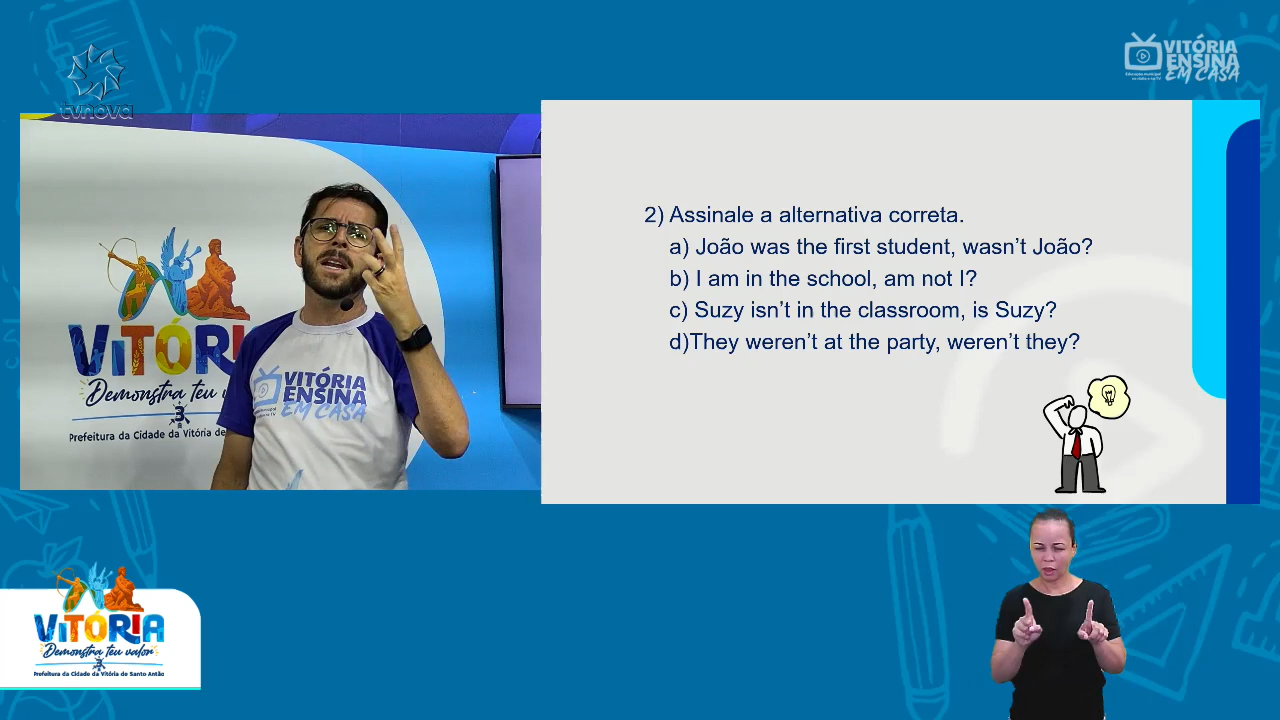 tvnova
VITÓRIA
ENSINA
EM CASA
VITÓRI
Demonstra teu v
Prefeitura da Cidade da Vitória de
VITÓRIA
ENSINA
EM CASA
2) Assinale a alternativa correta.
a) João was the first student, wasn’t João?
b) I am in the school, am not I?
c) Suzy isn’t in the classroom, is Suzy?
d)They weren’t at the party, weren’t they?
VITÓRIA
Demonstra teu valor
Prefeitura da Cidade da Vitória de Santo Antão